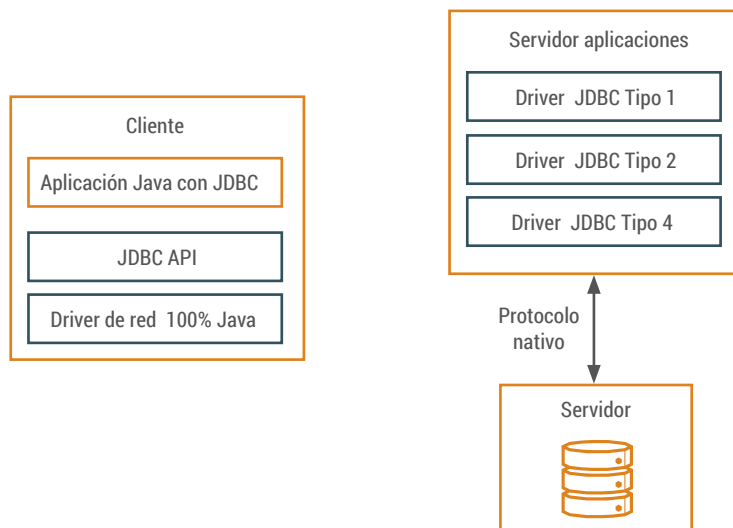 Cliente
Aplicación Java con JDBC
JDBC API
Driver de red 100% Java
Servidor aplicaciones
Driver JDBC Tipo 1
Driver JDBC Tipo 2
Driver JDBC Tipo 4
Protocolo
nativo
Servidor